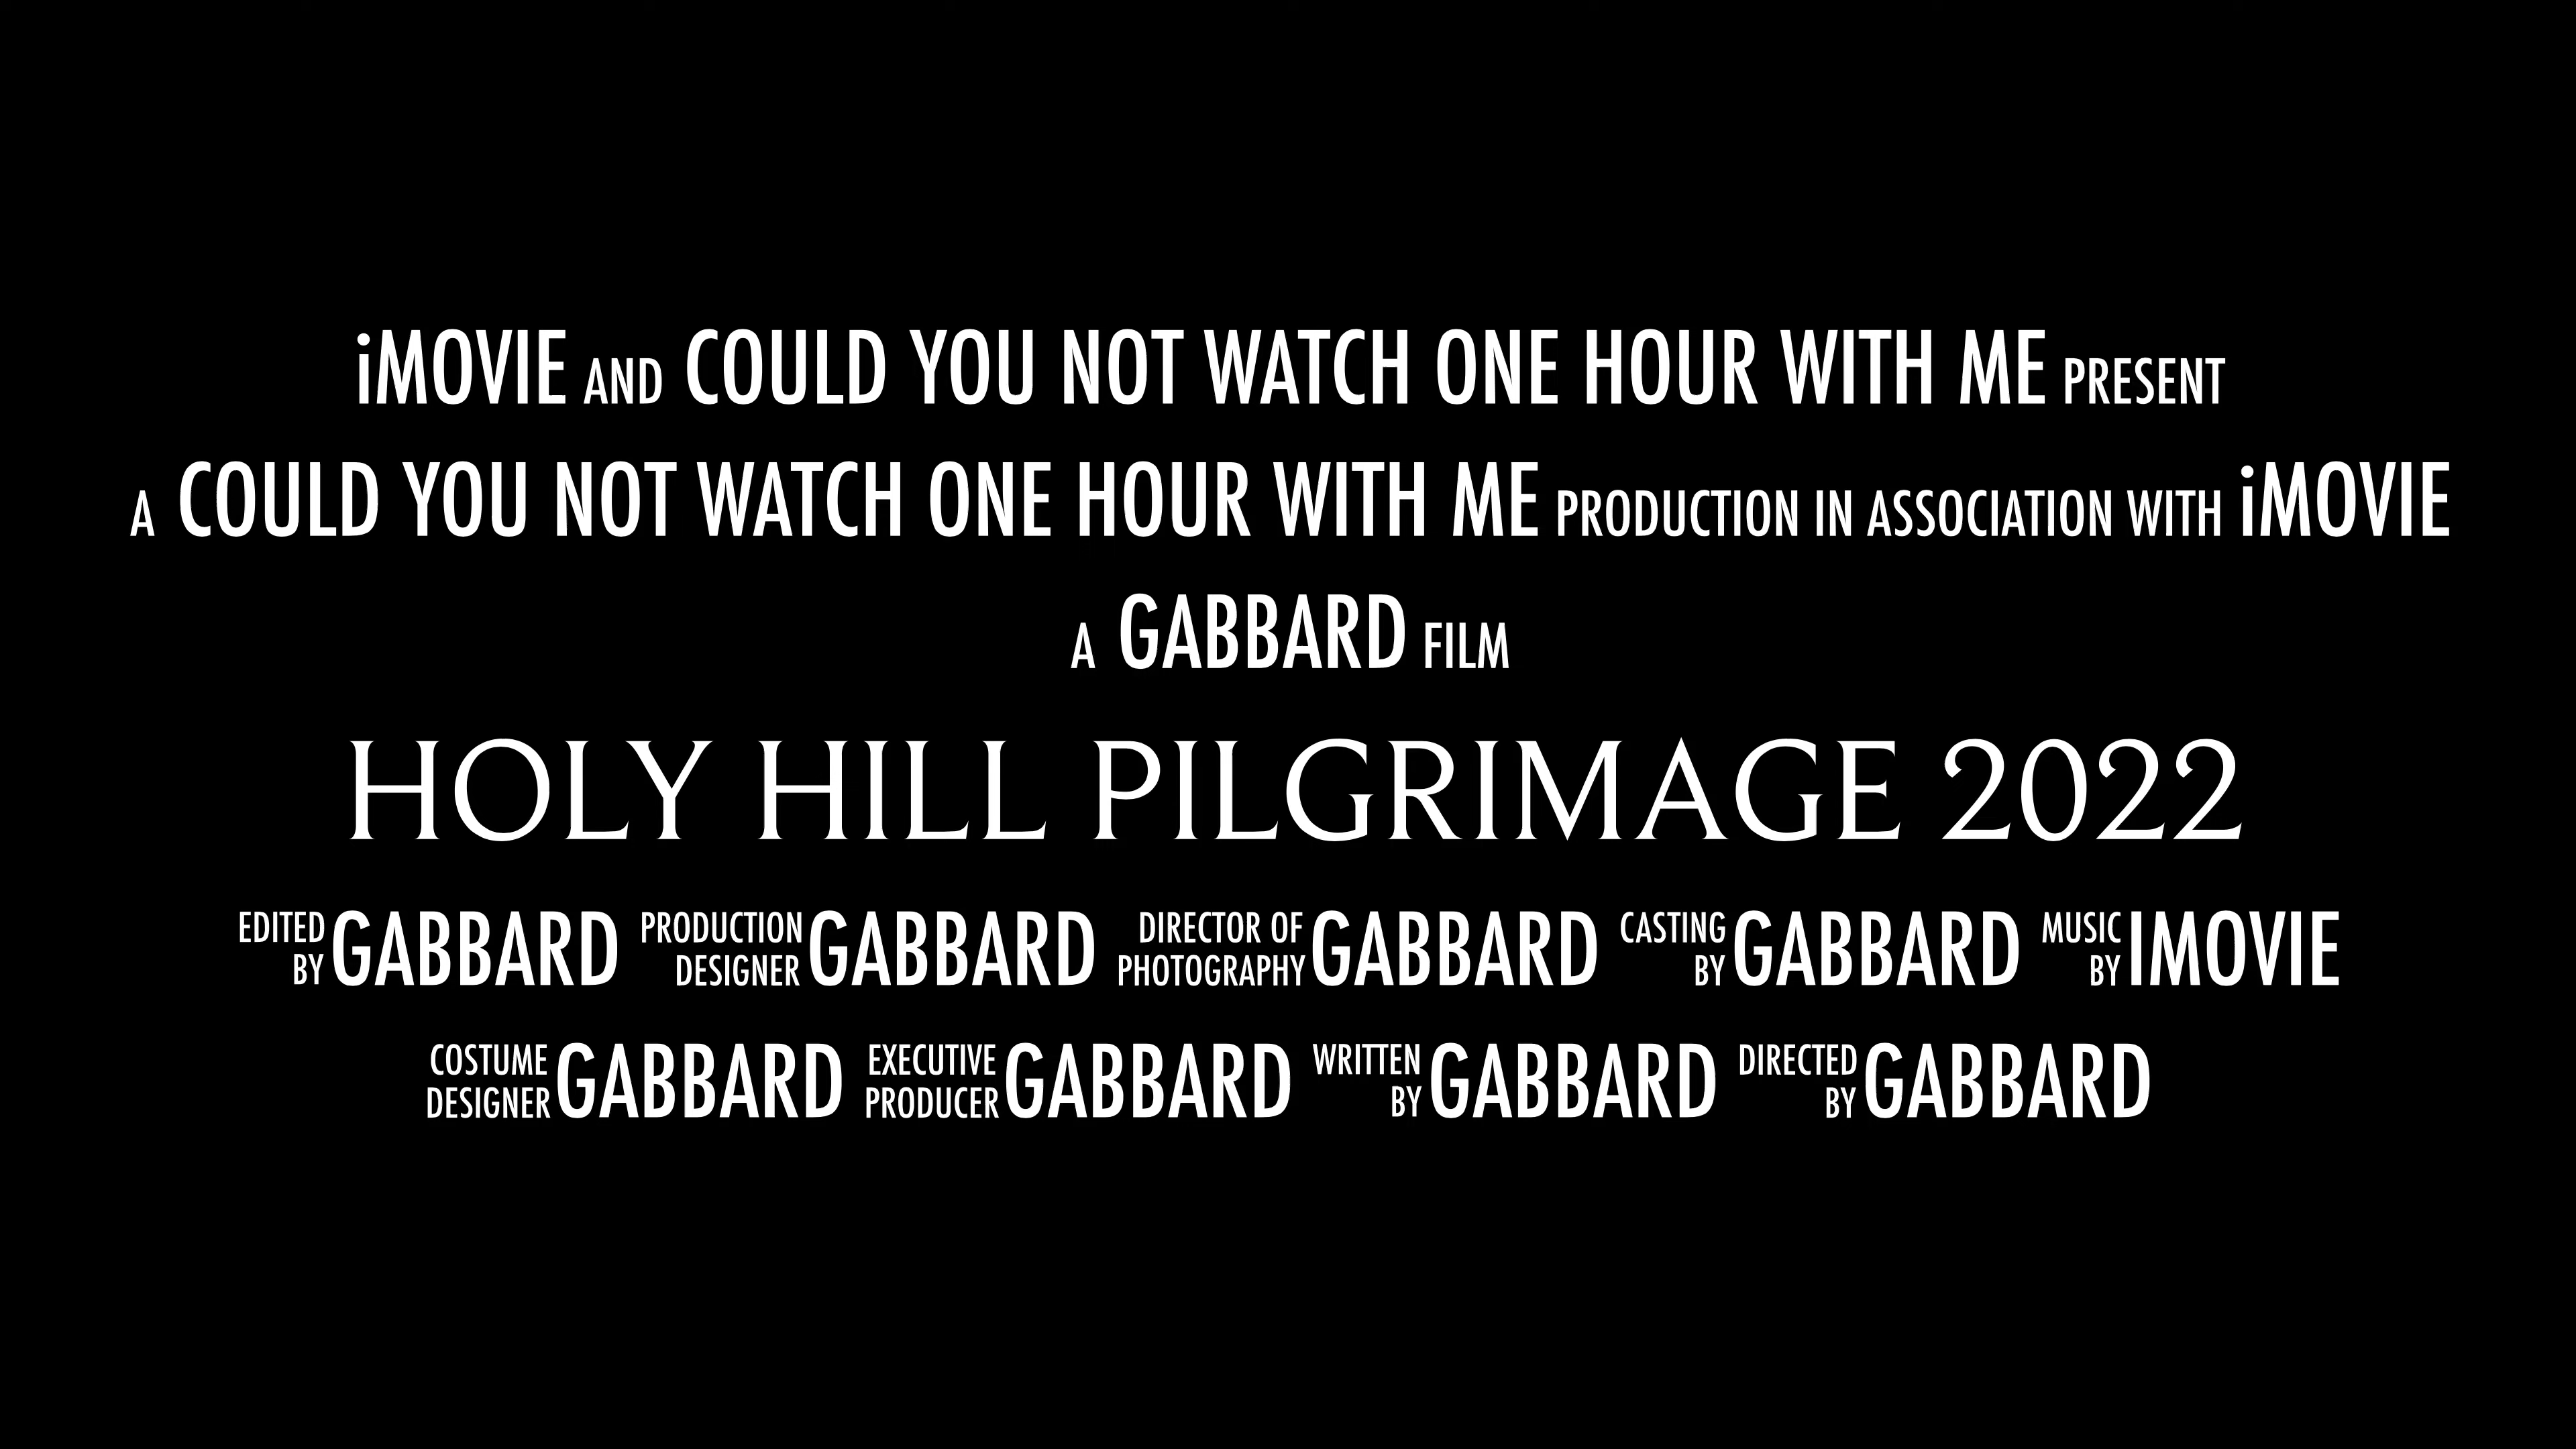 iMOVIE AND COULD YOU NOT WATCH ONE HOUR WITH ME PRESENT
A COULD YOU NOT WATCH ONE HOUR WITH ME PRODUCTION IN ASSOCIATION WITH iMOVIE
A GABBARD FILM
HOLY HILL PILGRIMAGE 2022
EDITED BY GABBARD PRODUCTION DESIGNER GABBARD DIRECTOR OF PHOTOGRAPHY GABBARD CASTING BY GABBARD MUSIC BY IMOVIE
COSTUME DESIGNER GABBARD EXECUTIVE PRODUCER GABBARD WRITTEN BY GABBARD DIRECTED BY GABBARD